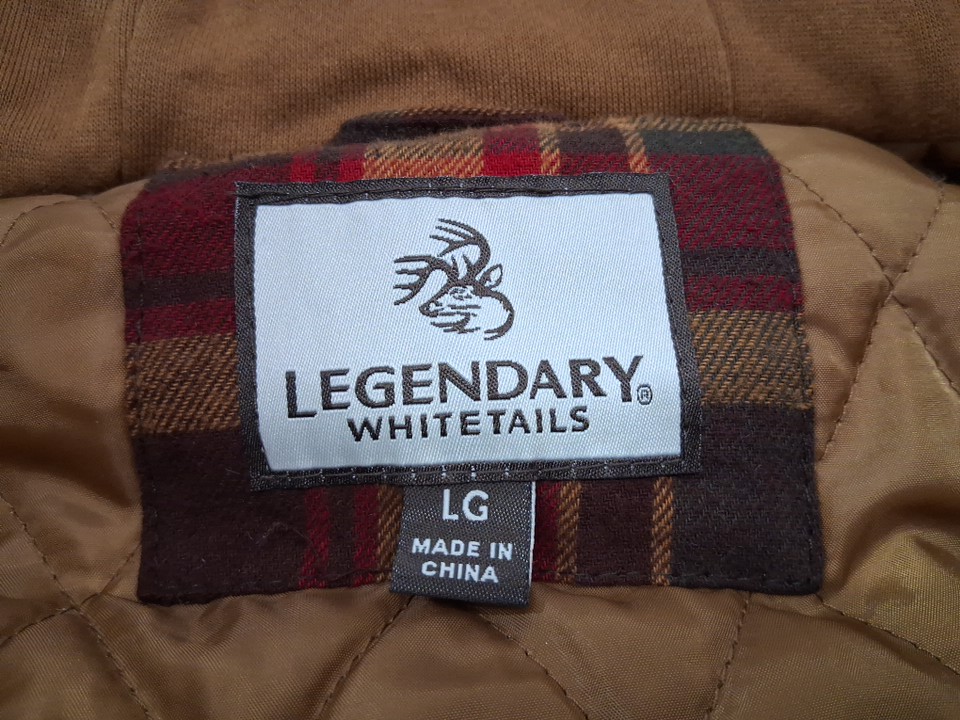 LEGENDARY®
WHITETAILS
LG
MADE IN
CHINA